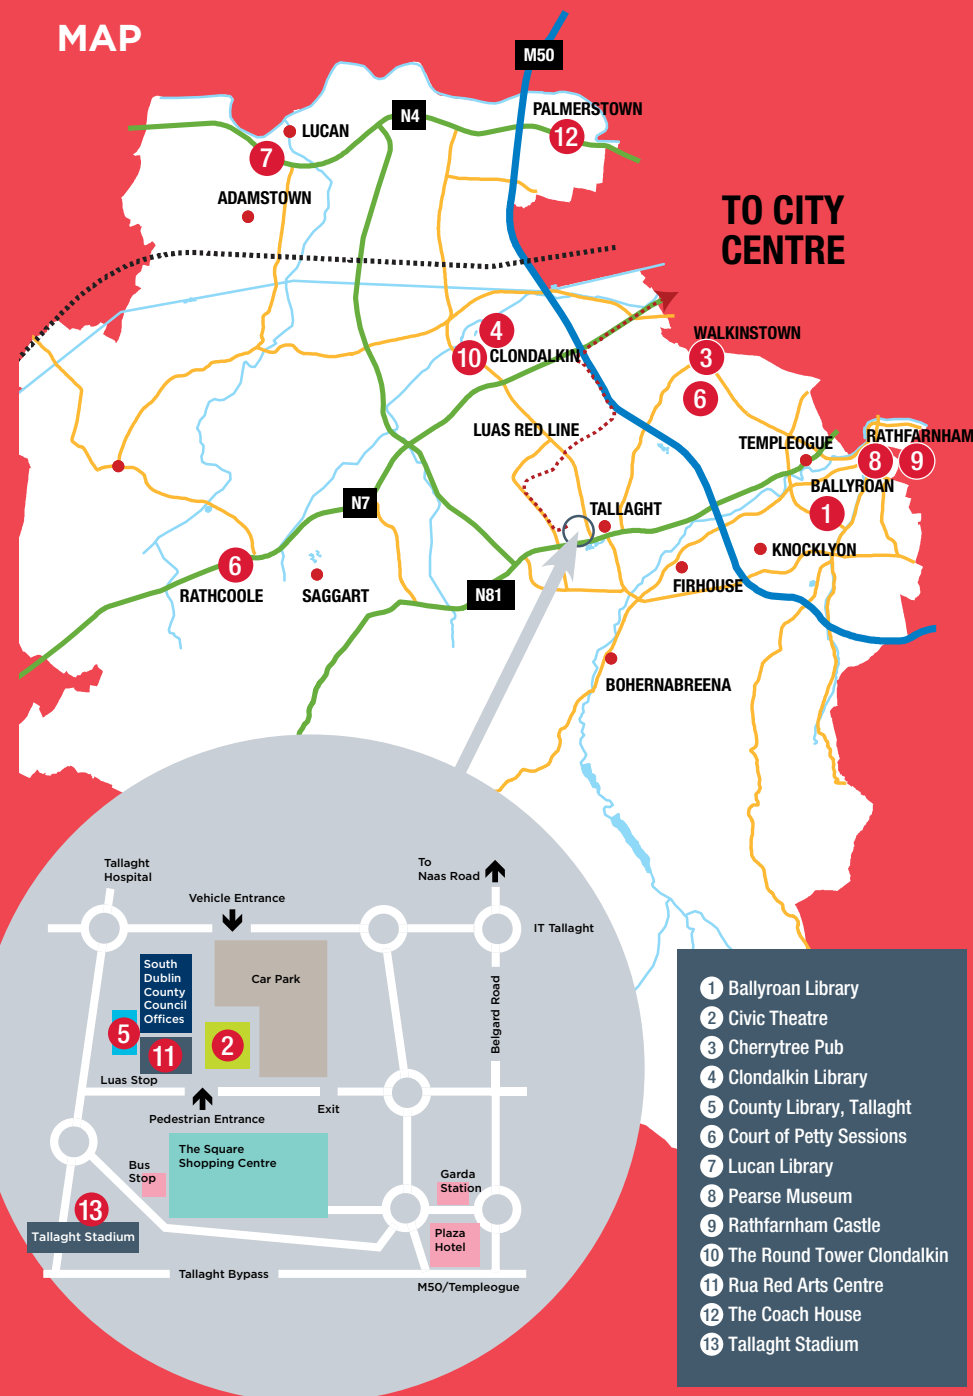 MAP
M50
N4
PALMERSTOWN
12
LUCAN
7
ADAMSTOWN
TO CITY
CENTRE
4
10
CLONDALKIN
WALKINSTOWN
3
6
LUAS RED LINE
TEMPLEOGUE
RATHFARNHAM
8
9
BALLYROAN
1
N7
TALLAGHT
KNOCKLYON
6
RATHCOOLE
SAGGART
FIRHOUSE
N81
BOHERNABREENA
Tallaght
Hospital
To
Naas Road
Vehicle Entrance
IT Tallaght
South
Dublin
County
Council
Offices
Car Park
Belgard Road
5
11
2
Luas Stop
Pedestrian Entrance
Exit
The Square
Shopping Centre
Bus
Stop
Garda
Station
13
Tallaght Stadium
Plaza
Hotel
Tallaght Bypass
M50/Templeogue
1 Ballyroan Library
2 Civic Theatre
3 Cherrytree Pub
4 Clondalkin Library
5 County Library, Tallaght
6 Court of Petty Sessions
7 Lucan Library
8 Pearse Museum
9 Rathfarnham Castle
10 The Round Tower Clondalkin
11 Rua Red Arts Centre
12 The Coach House
13 Tallaght Stadium